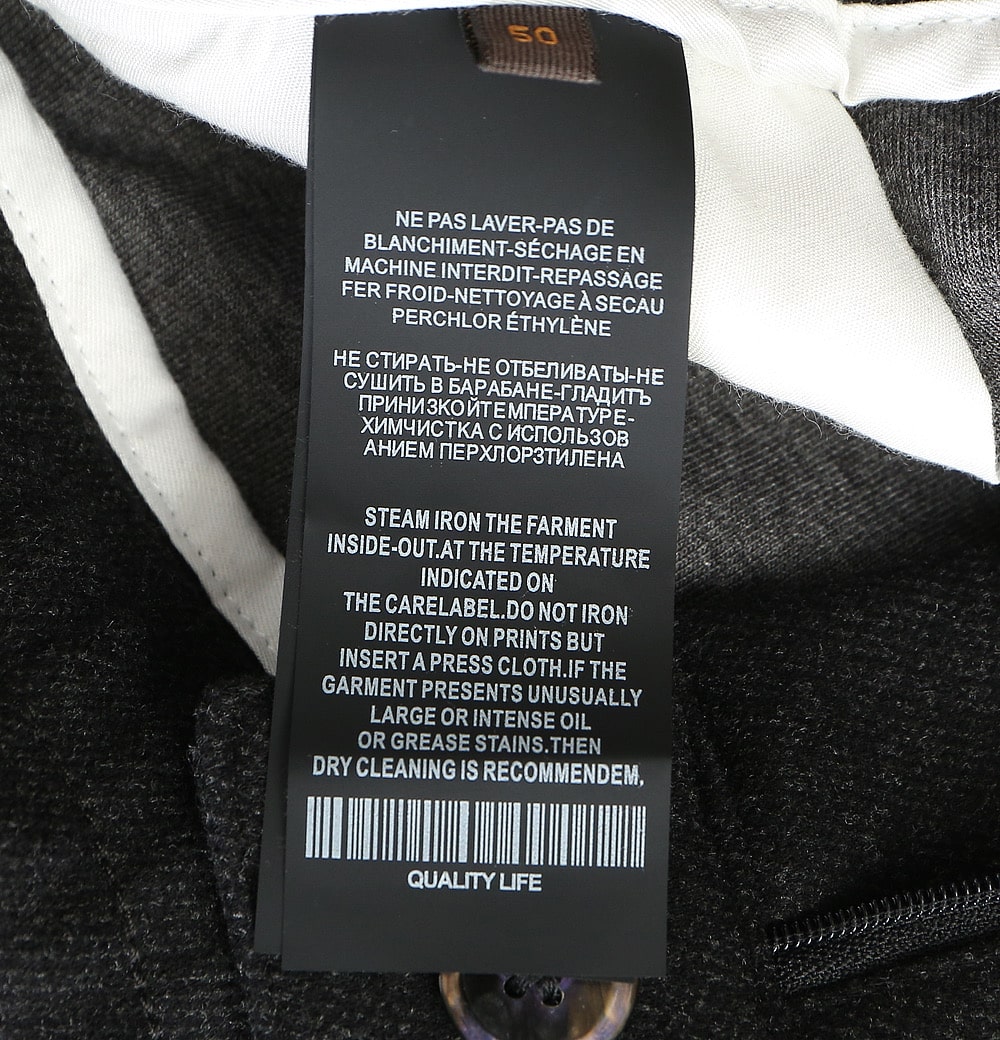 50
NE PAS LAVER-PAS DE
BLANCHIMENT-SÉCHAGE EN
MACHINE INTERDIT-REPASSAGE
FER FROID-NETTOYAGE À SECAU
PERCHLOR ÉTHYLÈNE
НЕ СТИРАТЬ-НЕ ОТБЕЛИВАТЫ-НЕ
СУШИТЬ В БАРАБАНЕ-ГЛАДИТЪ
ПРИНИЗКОЙТЕМПЕРАТУРЕ-
ХИМЧИСТКА С ИСПОЛЬЗОВ
АНИЕМ ПЕРХЛОРЗТИЛЕНА
STEAM IRON THE FARMENT
INSIDE-OUT.AT THE TEMPERATURE
INDICATED ON
THE CARELABEL.DO NOT IRON
DIRECTLY ON PRINTS BUT
INSERT A PRESS CLOTH.IF THE
GARMENT PRESENTS UNUSUALLY
LARGE OR INTENSE OIL
OR GREASE STAINS.THEN
DRY CLEANING IS RECOMMENDEM.
QUALITY LIFE